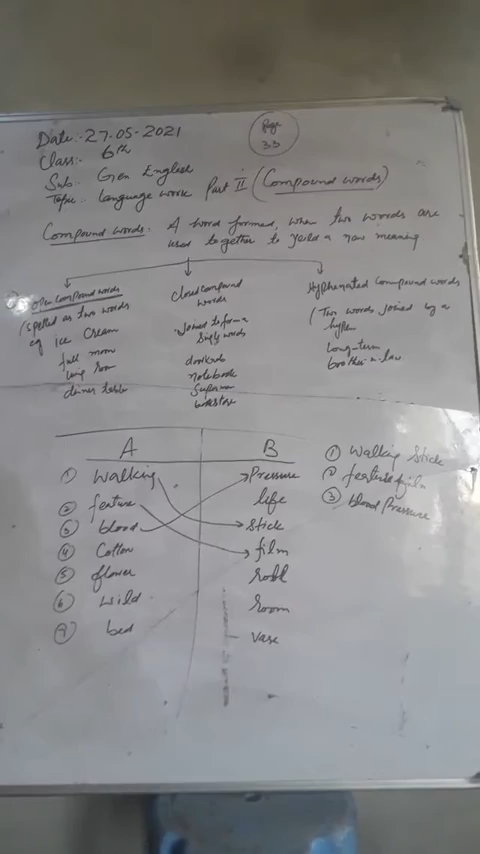 Date:- 27-05-2021
Page 33
Class:- 6th
Sub.. Gen English
Topic.. Language work Part II (Compound words)
Compound words. A word formed, when two words are
used together to yeild a new meaning
open compound words
(spelled as two words
eg ice cream
full moon
living room
dinner table
closed compound
words
Joined to form a
single words
notebook
Superman
Hyphenated compound words
(Two words joined by a
hyphen
long-term
brother-in-law
A B
① walking Pressure
② feature life
③ blood stick
④ Cotton film
⑤ flower
⑥ wild room
⑦ bed vase
① Walking Stick
② feature film
③ blood Pressure